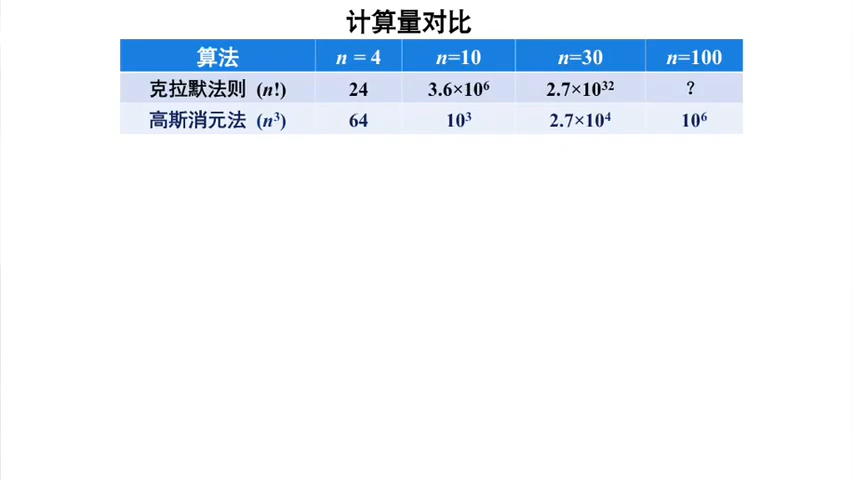 计算量对比
算法 n = 4 n=10 n=30 n=100
克拉默法则 (n!) 24 3.6×10⁶ 2.7×10³² ？
高斯消元法 (n³) 64 10³ 2.7×10⁴ 10⁶